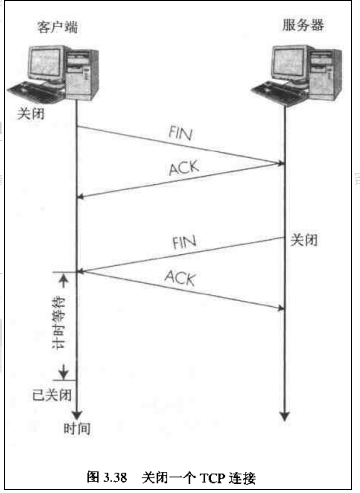 客户端
服务器
关闭
FIN
ACK
FIN
关闭
ACK
计时等待
已关闭
时间
图 3.38 关闭一个 TCP 连接